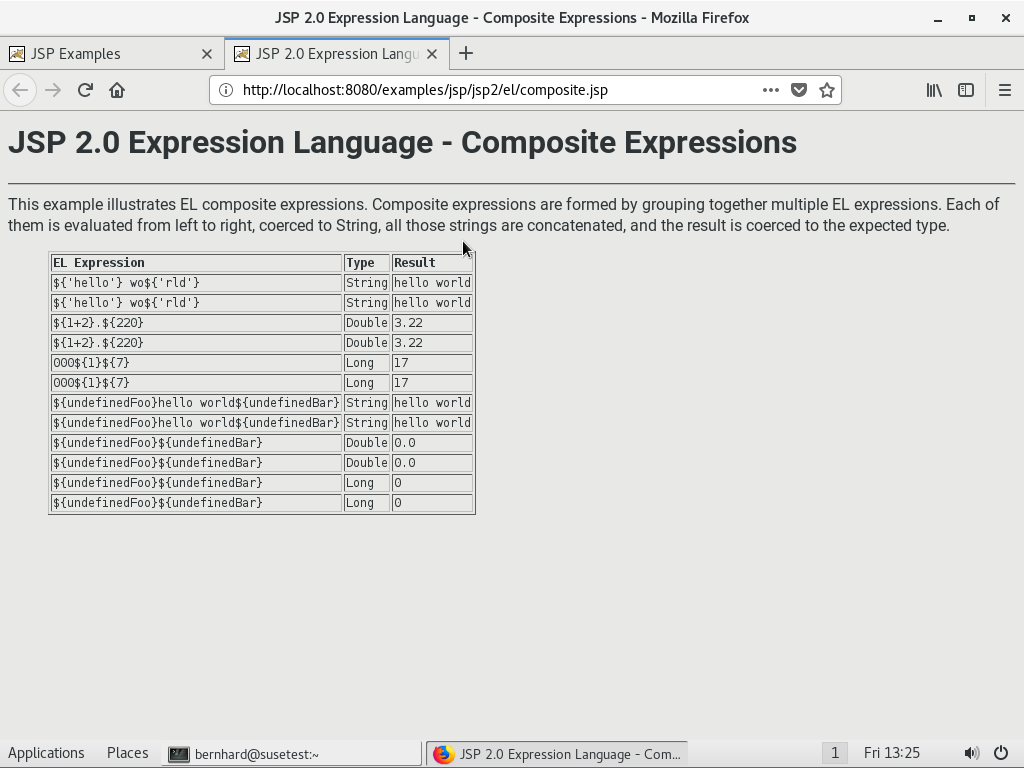 JSP 2.0 Expression Language - Composite Expressions - Mozilla Firefox
JSP Examples
JSP 2.0 Expression Langu
http://localhost:8080/examples/jsp/jsp2/el/composite.jsp
JSP 2.0 Expression Language - Composite Expressions
This example illustrates EL composite expressions. Composite expressions are formed by grouping together multiple EL expressions. Each of
them is evaluated from left to right, coerced to String, all those strings are concatenated, and the result is coerced to the expected type.
EL Expression Type Result
${'hello'} wo${'rld'} String hello world
${'hello'} wo${'rld'} String hello world
${1+2}.${220} Double 3.22
${1+2}.${220} Double 3.22
000${1}${7} Long 17
000${1}${7} Long 17
${undefinedFoo}hello world${undefinedBar} String hello world
${undefinedFoo}hello world${undefinedBar} String hello world
${undefinedFoo}${undefinedBar} Double 0.0
${undefinedFoo}${undefinedBar} Double 0.0
${undefinedFoo}${undefinedBar} Long 0
${undefinedFoo}${undefinedBar} Long 0
Applications Places bernhard@susetest:~ JSP 2.0 Expression Language - Com... 1 Fri 13:25